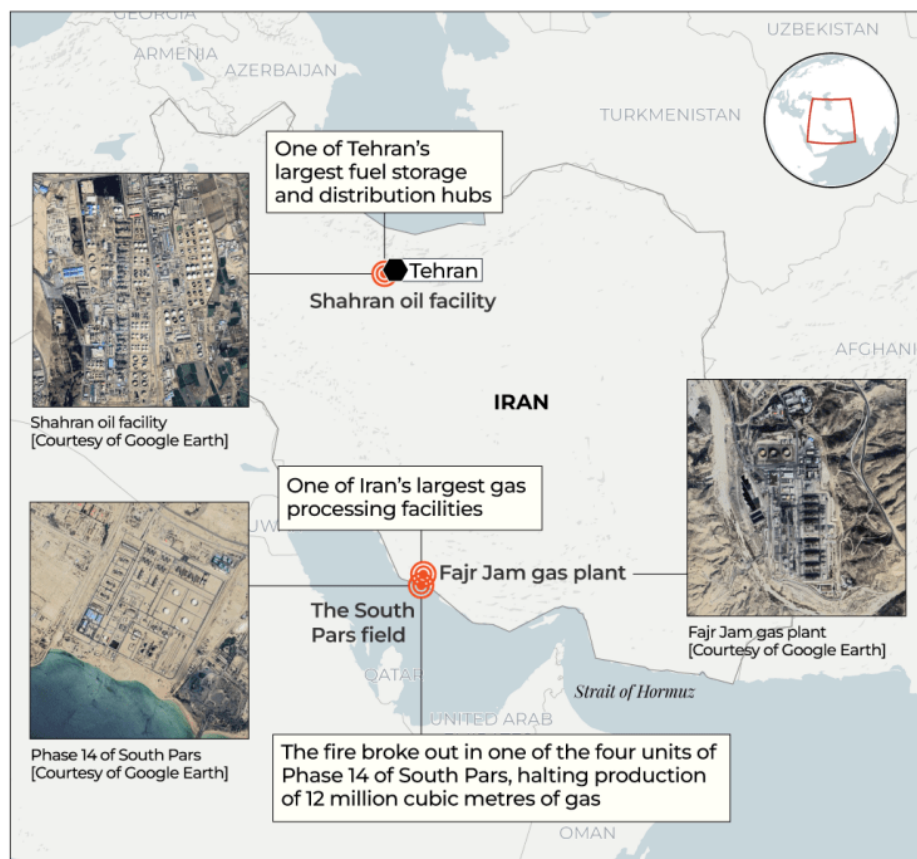 GEORGIA
UZBEKISTAN
ARMENIA
AZERBAIJAN
TURKMENISTAN
One of Tehran's
largest fuel storage
and distribution hubs
Tehran
Shahran oil facility
AFGHANI
IRAN
Shahran oil facility
[Courtesy of Google Earth]
One of Iran's largest gas
processing facilities
UW
Fajr Jam gas plant
The South
Pars field
Fajr Jam gas plant
[Courtesy of Google Earth]
QATAR
Strait of Hormuz
UNITED ARAB
Phase 14 of South Pars
[Courtesy of Google Earth]
The fire broke out in one of the four units of
Phase 14 of South Pars, halting production
of 12 million cubic metres of gas
OMAN